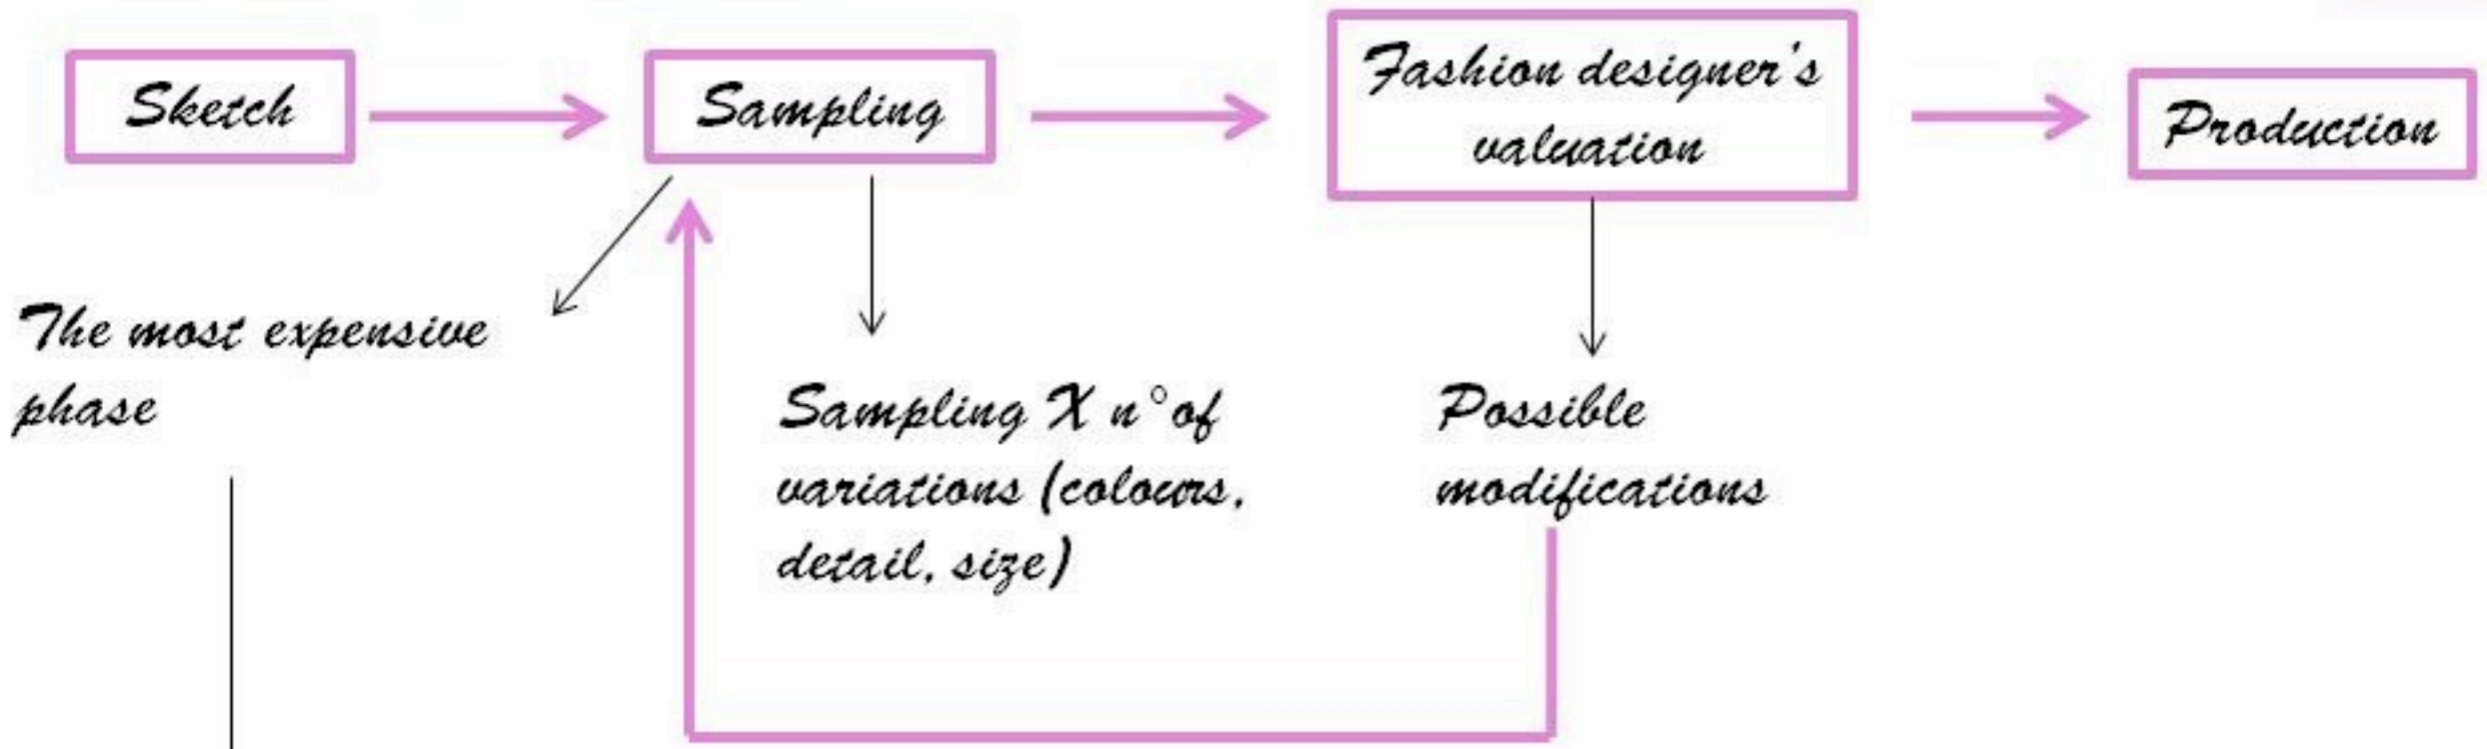 Sketch
Sampling
Fashion designer's
valuation
Production
The most expensive
phase
Sampling X n°of
variations (colours,
detail, size)
Possible
modifications